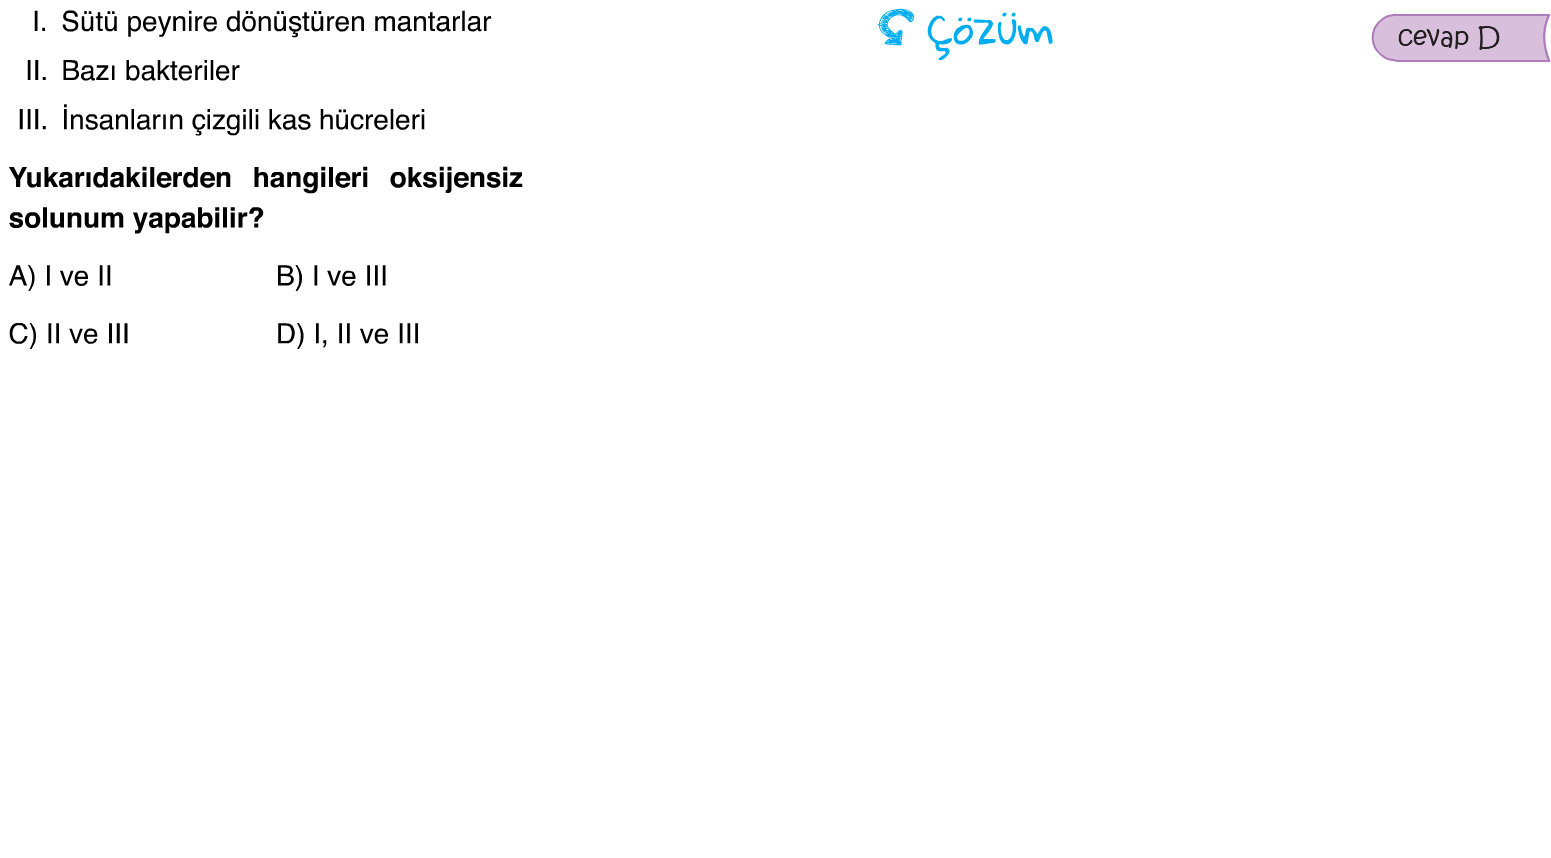 I. Sütü peynire dönüştüren mantarlar
II. Bazı bakteriler
III. İnsanların çizgili kas hücreleri
Yukarıdakilerden hangileri oksijensiz
solunum yapabilir?
A) I ve II B) I ve III
C) II ve III D) I, II ve III
Çözüm
cevap D